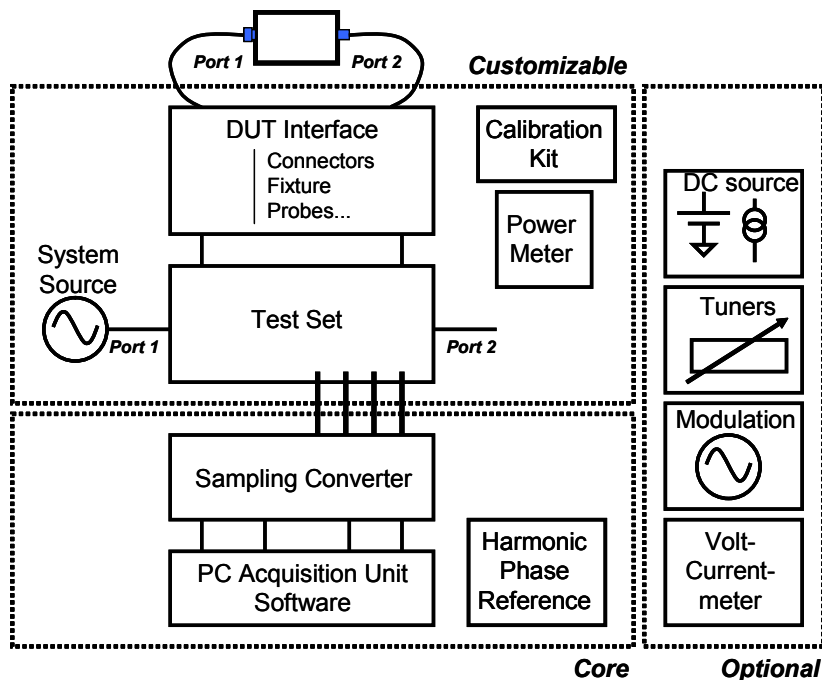 Port 1
Port 2
Customizable
DUT Interface
Connectors
Fixture
Probes...
Calibration
Kit
Power
Meter
System
Source
Test Set
Port 1
Port 2
DC source
Tuners
Modulation
Volt-
Current-
meter
Sampling Converter
PC Acquisition Unit
Software
Harmonic
Phase
Reference
Core
Optional